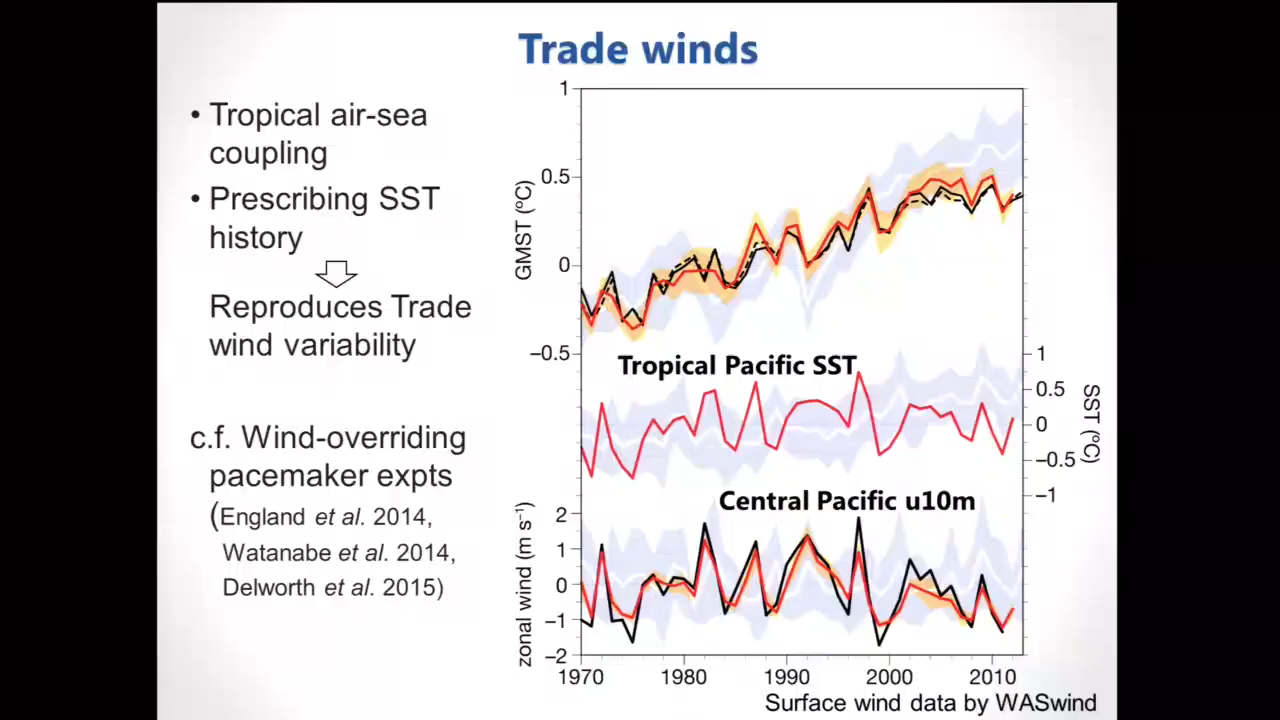 Trade winds
• Tropical air-sea
coupling
• Prescribing SST
history
Reproduces Trade
wind variability
c.f. Wind-overriding
pacemaker expts
(England et al. 2014,
Watanabe et al. 2014,
Delworth et al. 2015)
GMST (ºC)
1
0.5
0
−0.5
Tropical Pacific SST
1
0.5
0
−0.5
−1
SST (ºC)
Central Pacific u10m
zonal wind (m s⁻¹)
2
1
0
−1
−2
1970 1980 1990 2000 2010
Surface wind data by WASwind